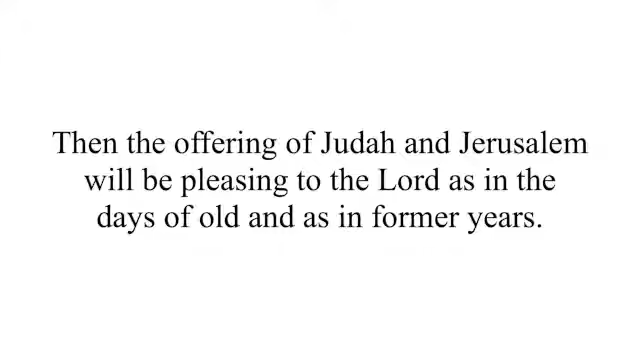 Then the offering of Judah and Jerusalem
will be pleasing to the Lord as in the
days of old and as in former years.